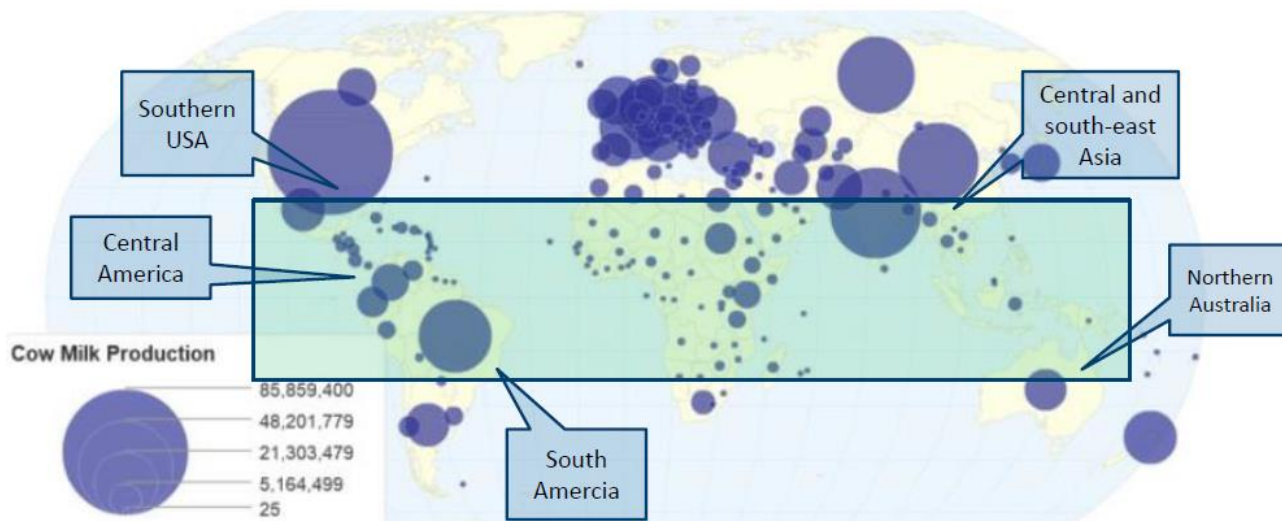 Southern
USA
Central and
south-east
Asia
Central
America
Northern
Australia
Cow Milk Production
85,859,400
48,201,779
21,303,479
5,164,499
25
South
Amercia